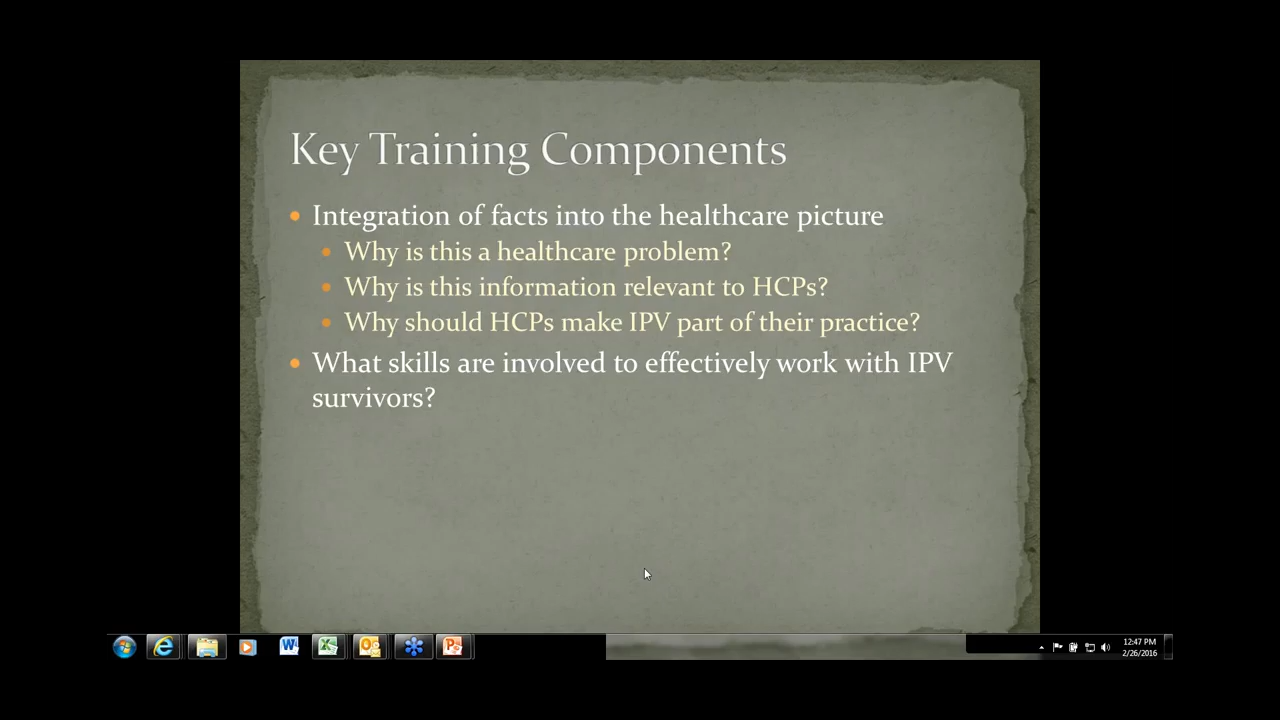 Key Training Components
• Integration of facts into the healthcare picture
• Why is this a healthcare problem?
• Why is this information relevant to HCPs?
• Why should HCPs make IPV part of their practice?
• What skills are involved to effectively work with IPV
survivors?
12:47 PM
2/26/2016